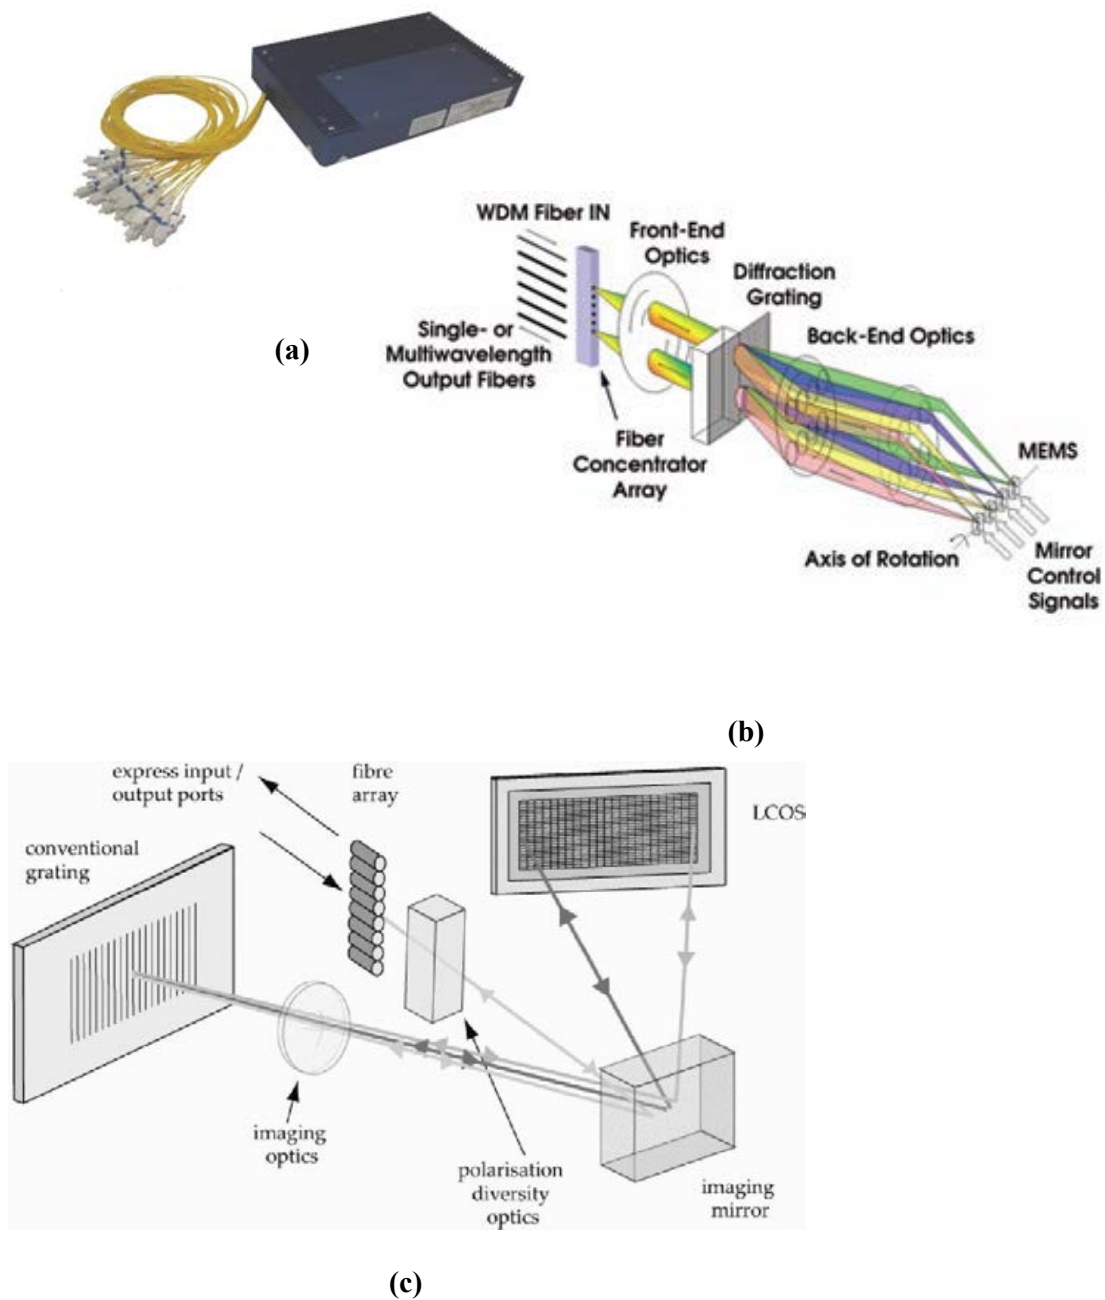 (a)
WDM Fiber IN
Front-End
Optics
Diffraction
Grating
Single- or
Multiwavelength
Output Fibers
Back-End Optics
Fiber
Concentrator
Array
MEMS
Axis of Rotation
Mirror
Control
Signals
(b)
express input /
output ports
fibre
array
LCOS
conventional
grating
imaging
optics
polarisation
diversity
optics
imaging
mirror
(c)